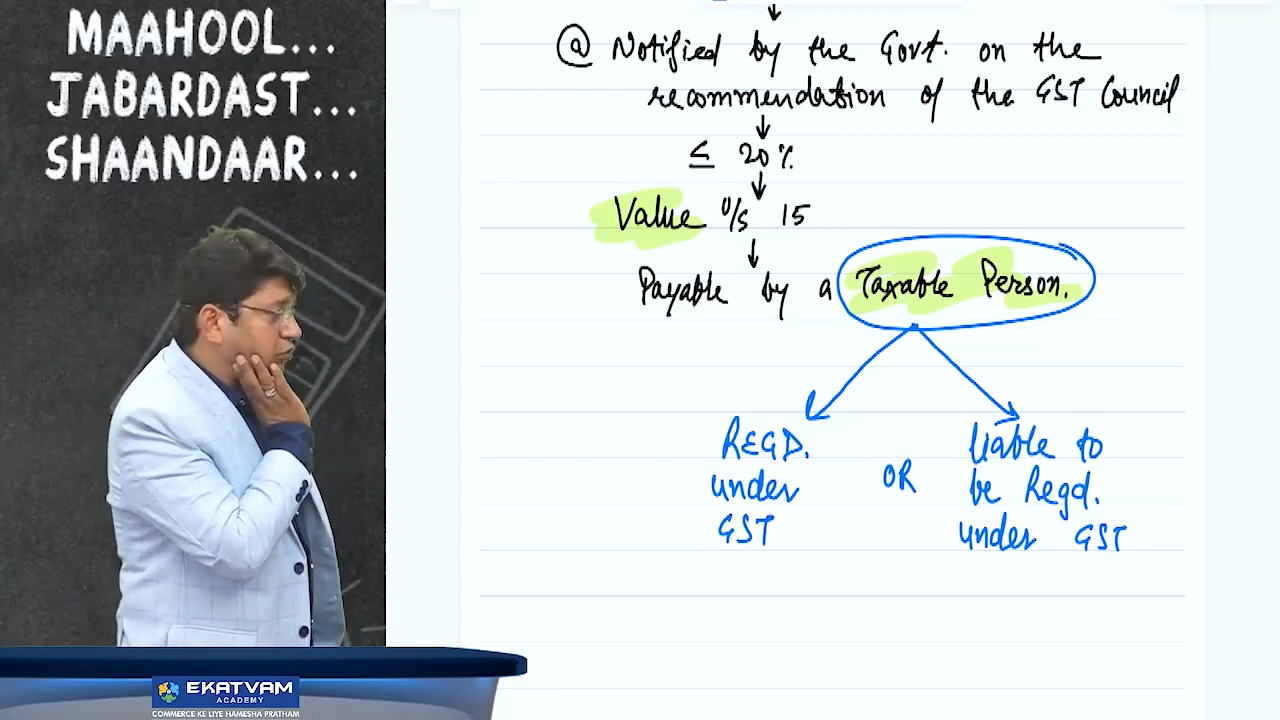 MAAHOOL...
JABARDAST...
SHAANDAAR...
@ Notified by the Govt. on the
recommendation of the GST Council
≤ 20%
Value u/s 15
Payable by a Taxable Person.
REGD.
under
GST
OR
liable to
be Regd.
under GST
EKATVAM
ACADEMY
COMMERCE KE LIYE HAMESHA PRATHAM